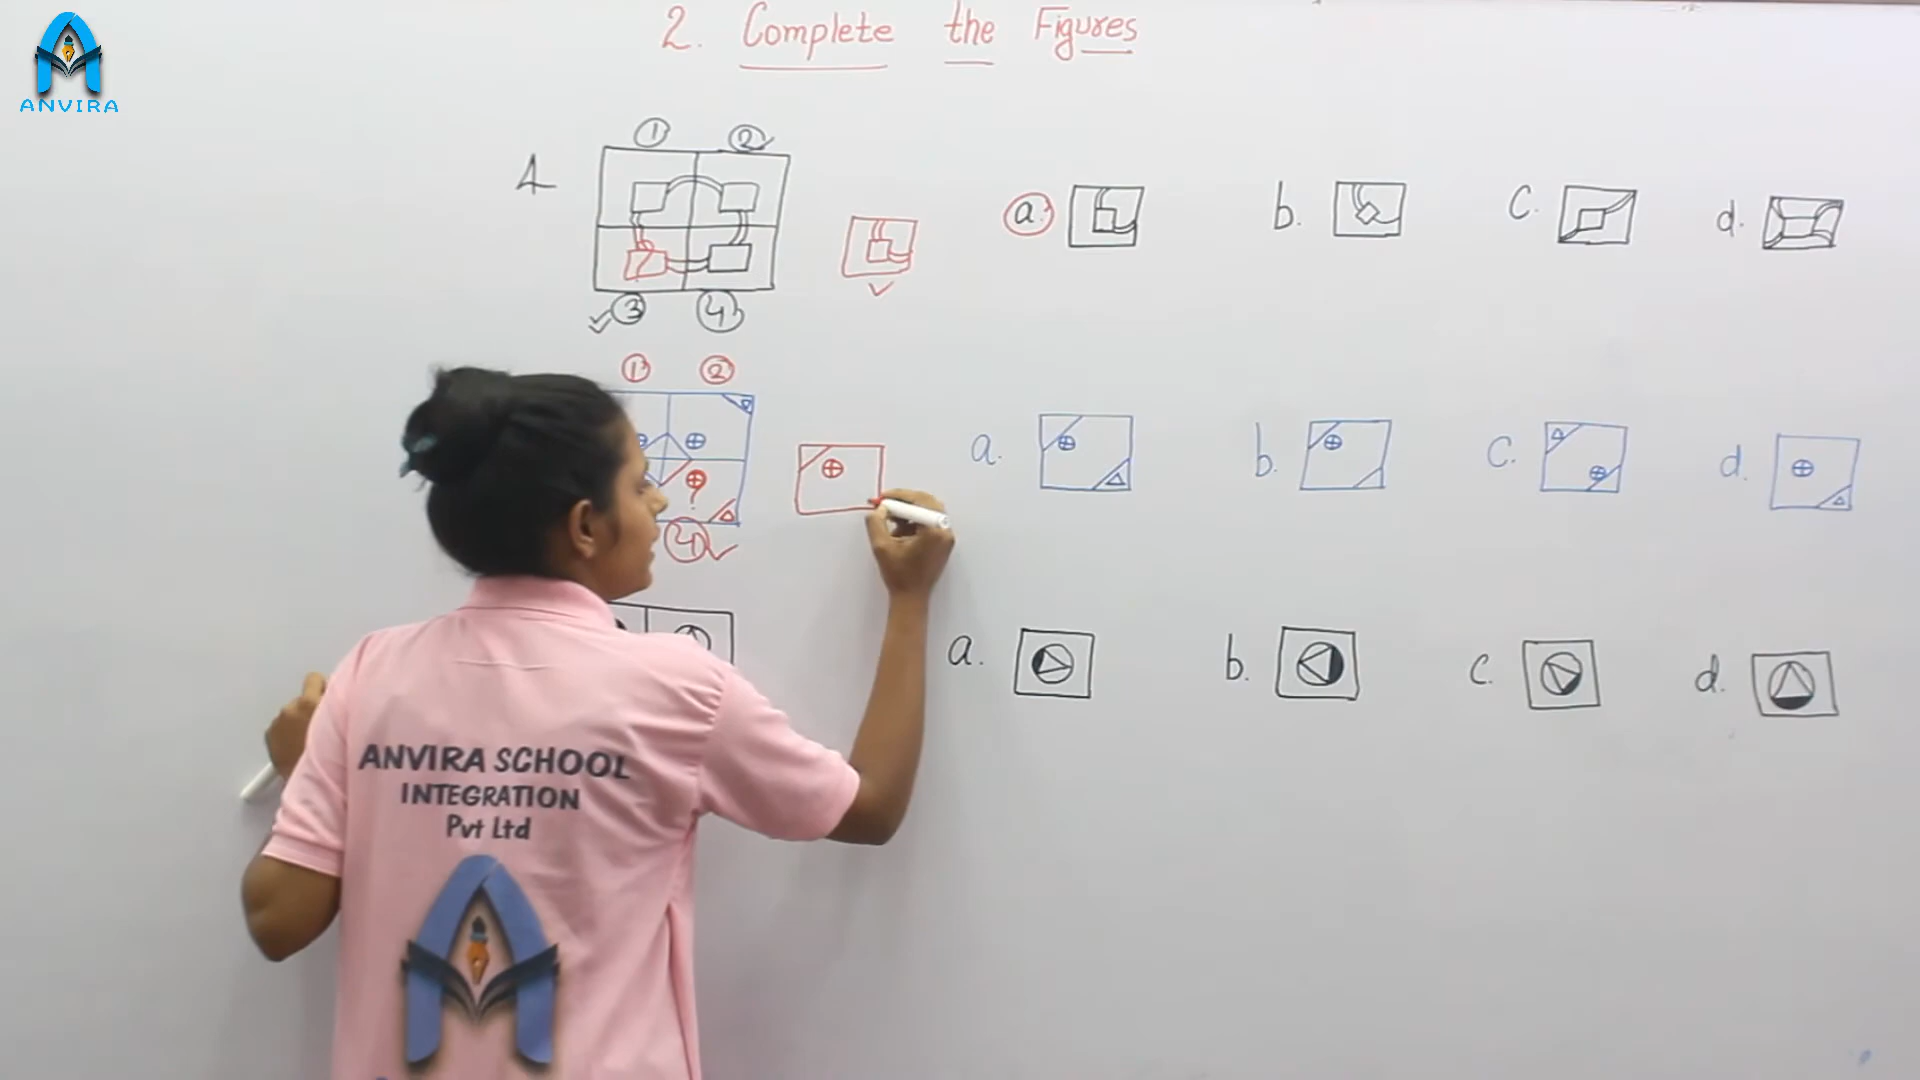 ANVIRA
2. Complete the Figures
1 2
a. b. c. d.
?
3 4
1 2
a. b. c. d.
?
4
a. b. c. d.
ANVIRA SCHOOL
INTEGRATION
Pvt Ltd